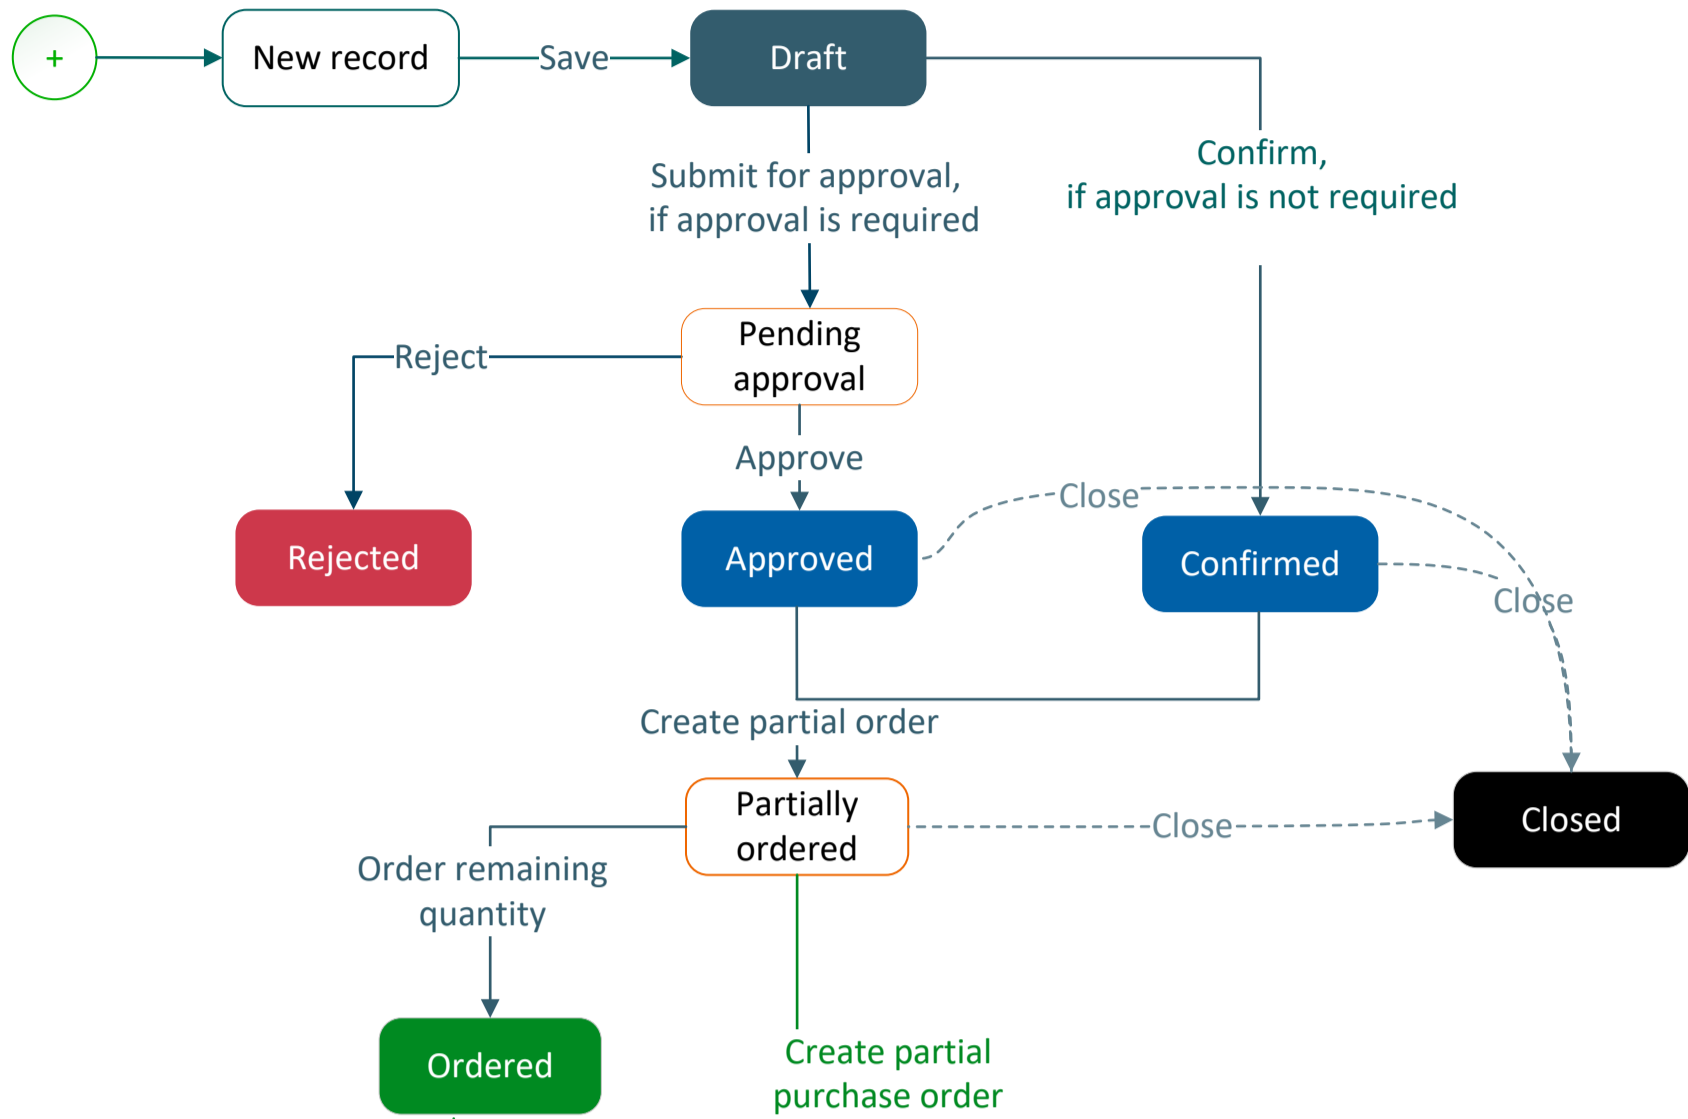 +
New record
Save
Draft
Submit for approval,
if approval is required
Confirm,
if approval is not required
Pending
approval
Reject
Approve
Close
Rejected
Approved
Confirmed
Close
Create partial order
Partially
ordered
Close
Closed
Order remaining
quantity
Ordered
Create partial
purchase order